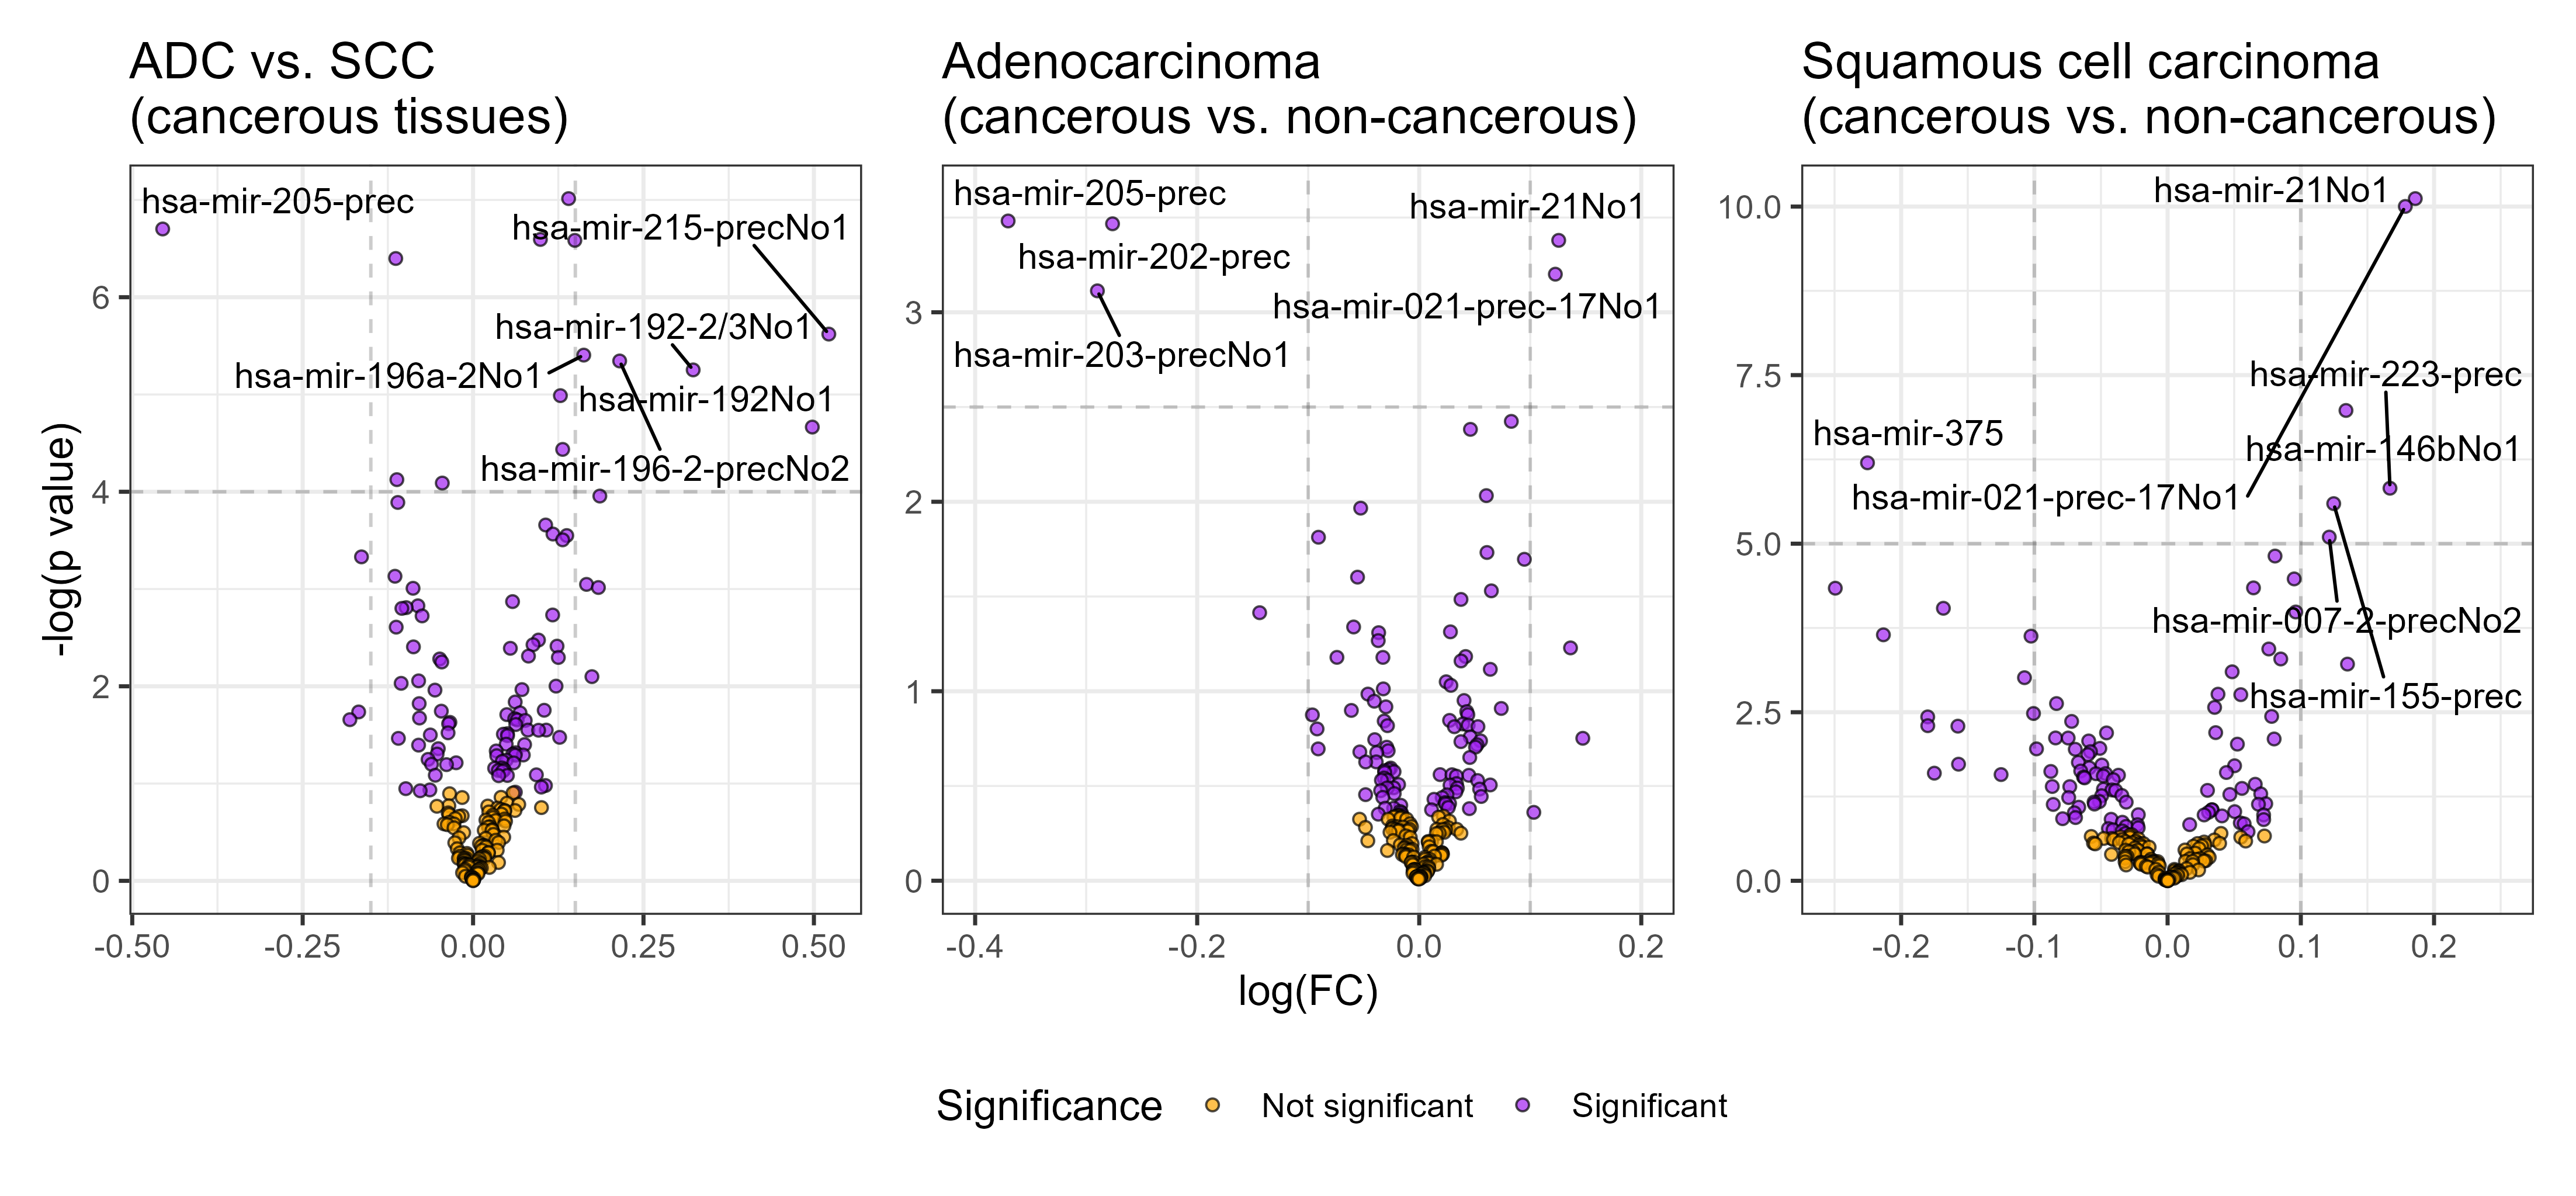 ADC vs. SCC
(cancerous tissues)
Adenocarcinoma
(cancerous vs. non-cancerous)
Squamous cell carcinoma
(cancerous vs. non-cancerous)
-log(p value)
6
4
2
0
hsa-mir-205-prec
hsa-mir-215-precNo1
hsa-mir-192-2/3No1
hsa-mir-196a-2No1
hsa-mir-192No1
hsa-mir-196-2-precNo2
-0.50
-0.25
0.00
0.25
0.50
3
2
1
0
hsa-mir-205-prec
hsa-mir-21No1
hsa-mir-202-prec
hsa-mir-021-prec-17No1
hsa-mir-203-precNo1
-0.4
-0.2
0.0
0.2
10.0
7.5
5.0
2.5
0.0
hsa-mir-21No1
hsa-mir-223-prec
hsa-mir-375
hsa-mir-146bNo1
hsa-mir-021-prec-17No1
hsa-mir-007-2-precNo2
hsa-mir-155-prec
-0.2
-0.1
0.0
0.1
0.2
log(FC)
Significance
Not significant
Significant